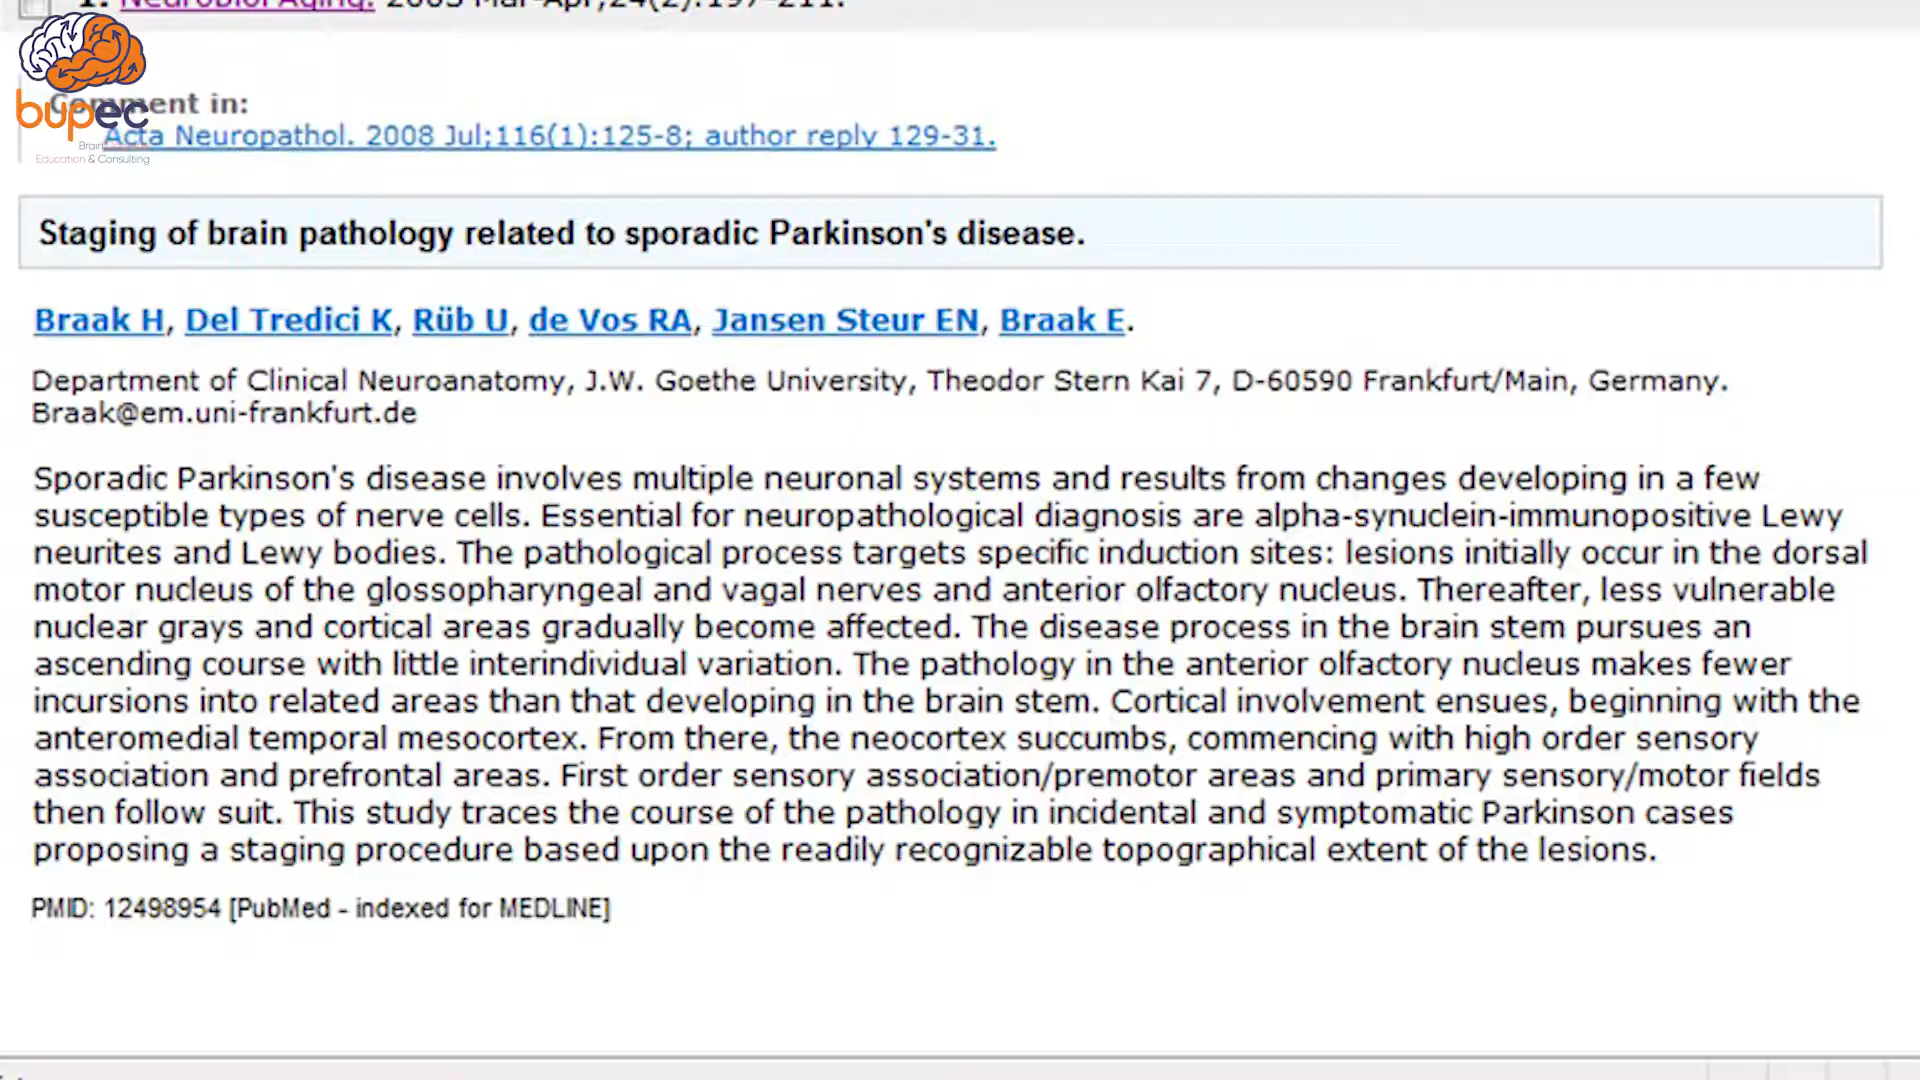 1. Neurobiol Aging. 2003 Mar-Apr;24(2):197-211.
Comment in:
bupec
Acta Neuropathol. 2008 Jul;116(1):125-8; author reply 129-31.
Brain
Education & Consulting
Staging of brain pathology related to sporadic Parkinson's disease.
Braak H, Del Tredici K, Rüb U, de Vos RA, Jansen Steur EN, Braak E.
Department of Clinical Neuroanatomy, J.W. Goethe University, Theodor Stern Kai 7, D-60590 Frankfurt/Main, Germany.
Braak@em.uni-frankfurt.de
Sporadic Parkinson's disease involves multiple neuronal systems and results from changes developing in a few
susceptible types of nerve cells. Essential for neuropathological diagnosis are alpha-synuclein-immunopositive Lewy
neurites and Lewy bodies. The pathological process targets specific induction sites: lesions initially occur in the dorsal
motor nucleus of the glossopharyngeal and vagal nerves and anterior olfactory nucleus. Thereafter, less vulnerable
nuclear grays and cortical areas gradually become affected. The disease process in the brain stem pursues an
ascending course with little interindividual variation. The pathology in the anterior olfactory nucleus makes fewer
incursions into related areas than that developing in the brain stem. Cortical involvement ensues, beginning with the
anteromedial temporal mesocortex. From there, the neocortex succumbs, commencing with high order sensory
association and prefrontal areas. First order sensory association/premotor areas and primary sensory/motor fields
then follow suit. This study traces the course of the pathology in incidental and symptomatic Parkinson cases
proposing a staging procedure based upon the readily recognizable topographical extent of the lesions.
PMID: 12498954 [PubMed - indexed for MEDLINE]